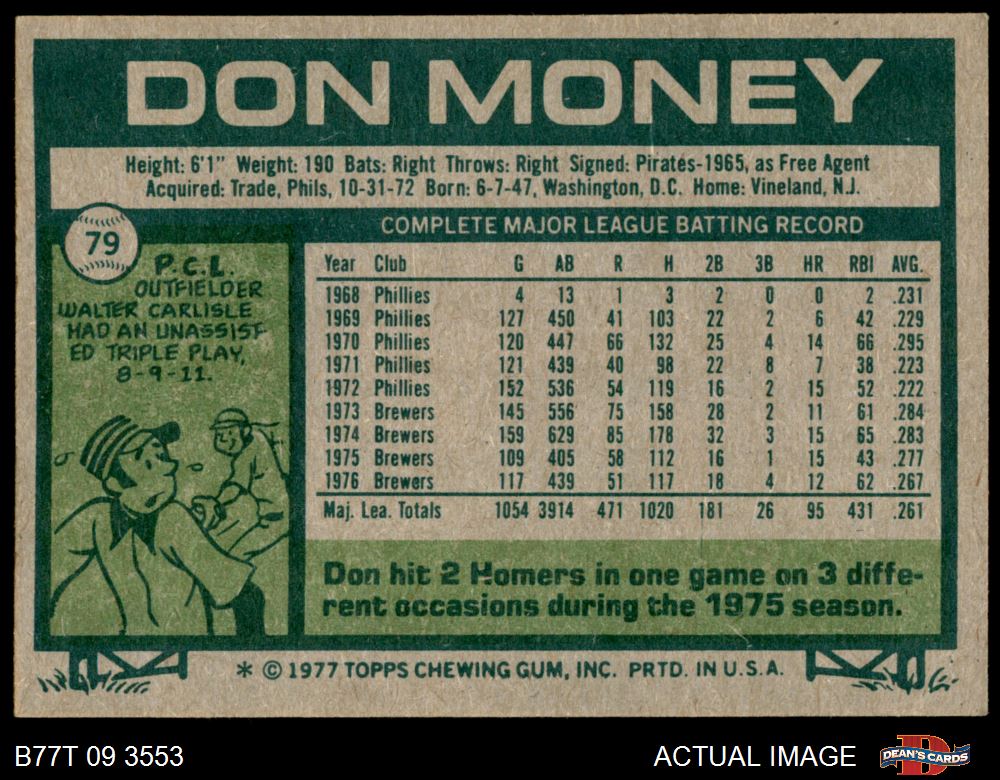 DON MONEY
Height: 6'1" Weight: 190 Bats: Right Throws: Right Signed: Pirates-1965, as Free Agent
Acquired: Trade, Phils, 10-31-72 Born: 6-7-47, Washington, D.C. Home: Vineland, N.J.
79
P.C.L.
OUTFIELDER
WALTER CARLISLE
HAD AN UNASSIST-
ED TRIPLE PLAY,
8-9-11.
COMPLETE MAJOR LEAGUE BATTING RECORD
Year Club G AB R H 2B 3B HR RBI AVG.
1968 Phillies 4 13 1 3 2 0 0 2 .231
1969 Phillies 127 450 41 103 22 2 6 42 .229
1970 Phillies 120 447 66 132 25 4 14 66 .295
1971 Phillies 121 439 40 98 22 8 7 38 .223
1972 Phillies 152 536 54 119 16 2 15 52 .222
1973 Brewers 145 556 75 158 28 2 11 61 .284
1974 Brewers 159 629 85 178 32 3 15 65 .283
1975 Brewers 109 405 58 112 16 1 15 43 .277
1976 Brewers 117 439 51 117 18 4 12 62 .267
Maj. Lea. Totals 1054 3914 471 1020 181 26 95 431 .261
Don hit 2 Homers in one game on 3 diffe-
rent occasions during the 1975 season.
* © 1977 TOPPS CHEWING GUM, INC. PRTD. IN U.S.A.
B77T 09 3553 ACTUAL IMAGE DEAN'S CARDS